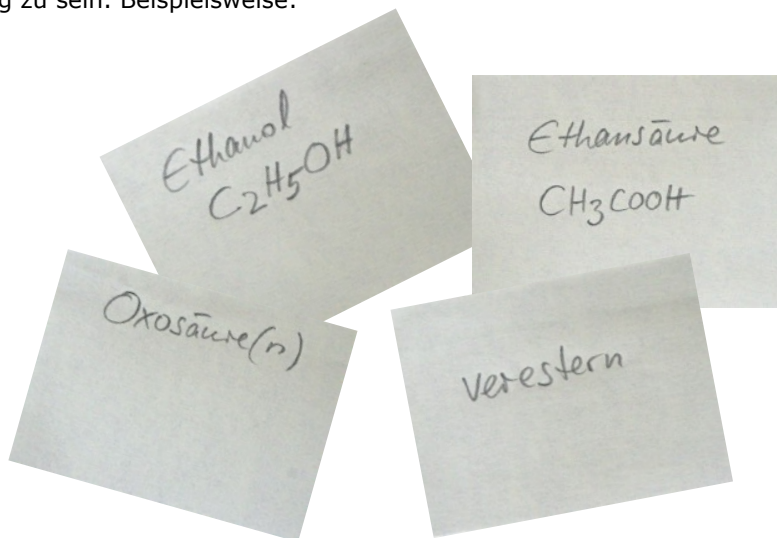 g zu sein. Beispielsweise:
Ethanol
C2H5OH
Ethansäure
CH3COOH
Oxosäure(n)
verestern